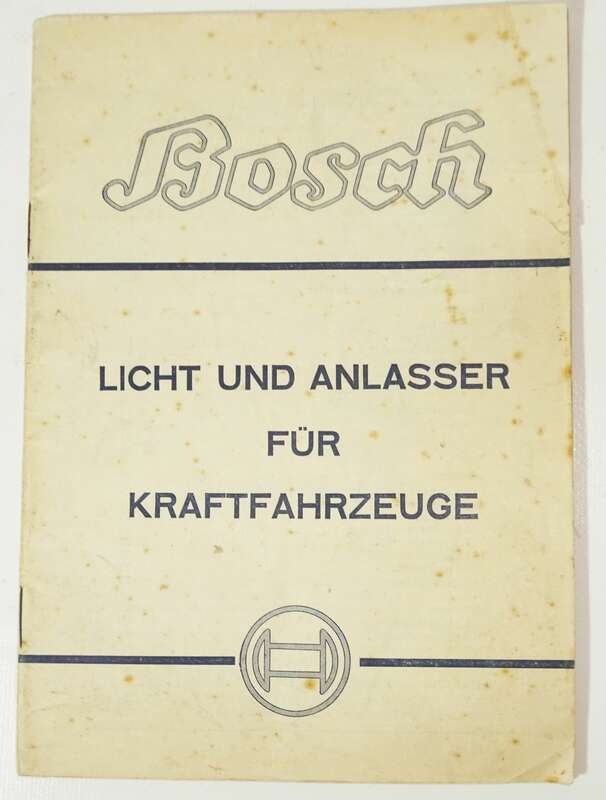 Bosch
LICHT UND ANLASSER
FÜR
KRAFTFAHRZEUGE